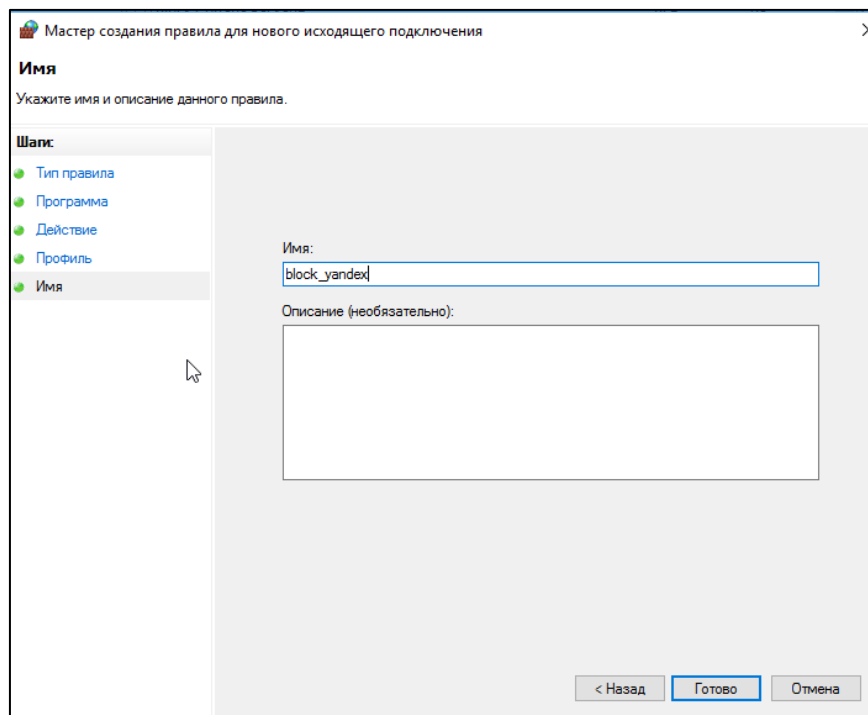 Мастер создания правила для нового исходящего подключения
Имя
Укажите имя и описание данного правила.
Шаги:
Тип правила
Программа
Действие
Профиль
Имя
Имя:
block_yandex
Описание (необязательно):
< Назад
Готово
Отмена